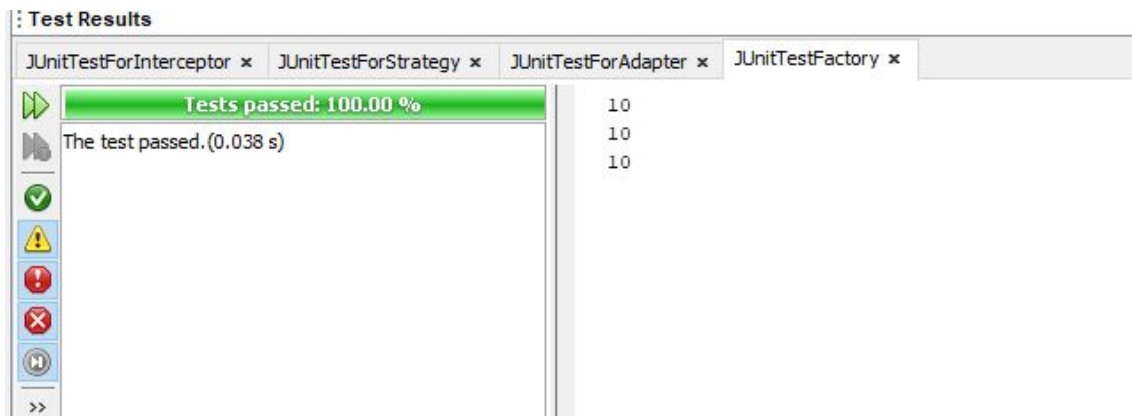 Test Results
JUnitTestForInterceptor × JUnitTestForStrategy × JUnitTestForAdapter × JUnitTestFactory ×
Tests passed: 100.00 %
The test passed.(0.038 s)
10
10
10
>>